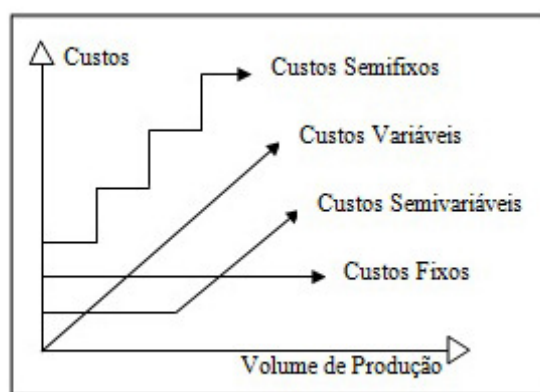 Custos
Custos Semifixos
Custos Variáveis
Custos Semivariáveis
Custos Fixos
Volume de Produção